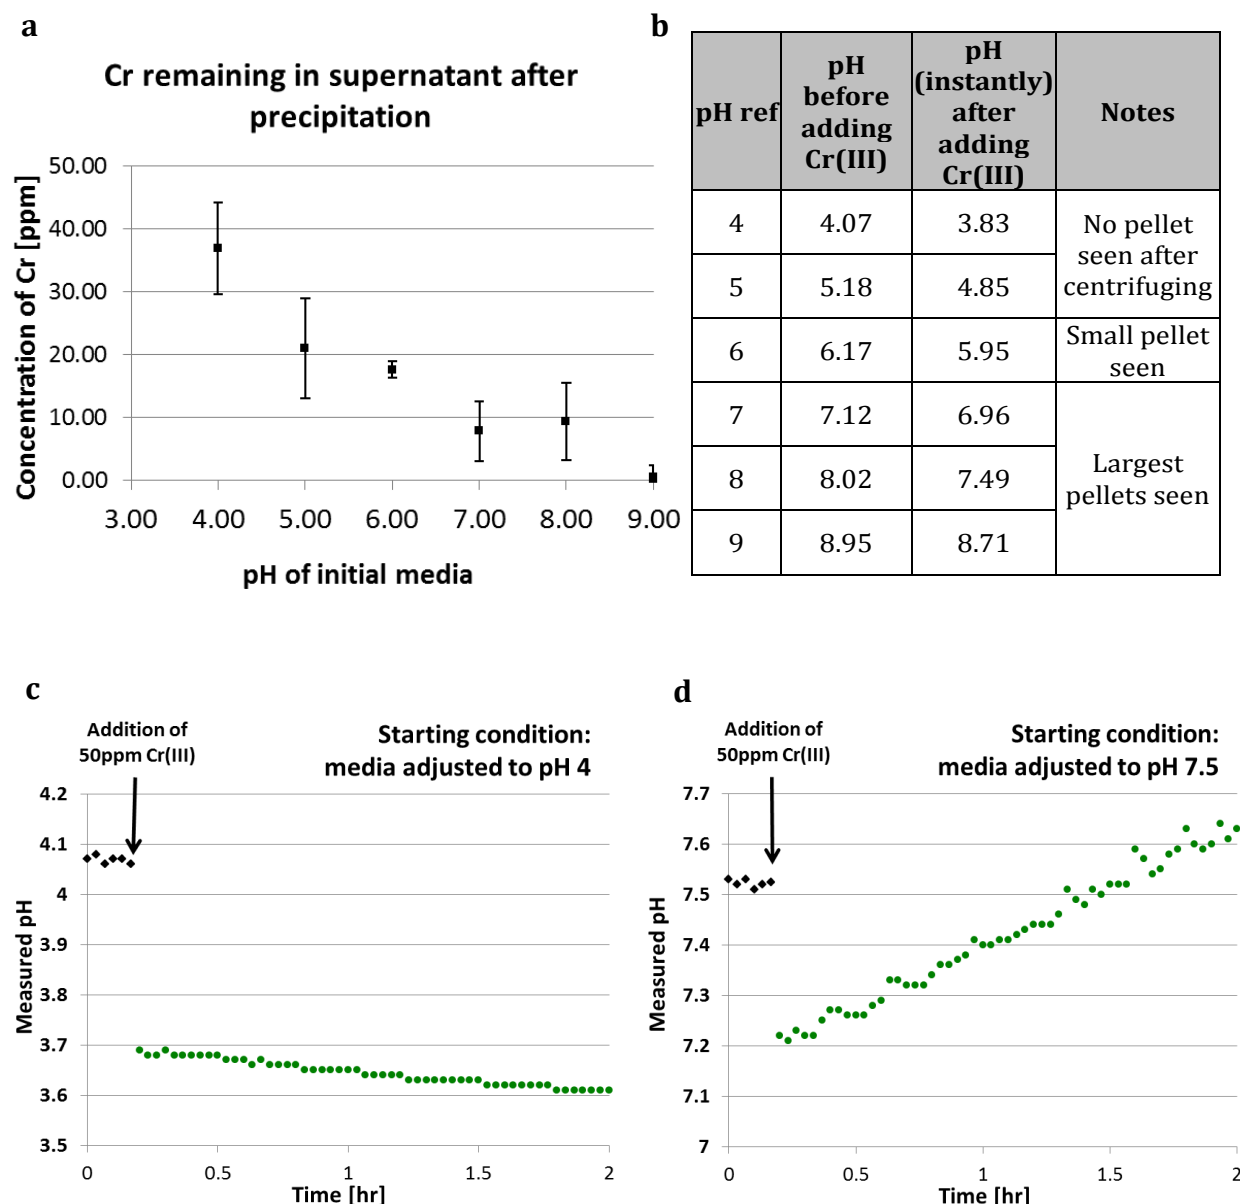 a
Cr remaining in supernatant after
precipitation
Concentration of Cr [ppm]
50.00
40.00
30.00
20.00
10.00
0.00
3.00 4.00 5.00 6.00 7.00 8.00 9.00
pH of initial media
b
pH ref
pH
before
adding
Cr(III)
pH
(instantly)
after
adding
Cr(III)
Notes
4 4.07 3.83
5 5.18 4.85
No pellet
seen after
centrifuging
6 6.17 5.95
Small pellet
seen
7 7.12 6.96
8 8.02 7.49
9 8.95 8.71
Largest
pellets seen
c
Addition of
50ppm Cr(III)
Starting condition:
media adjusted to pH 4
Measured pH
4.2
4.1
4
3.9
3.8
3.7
3.6
3.5
0 0.5 1 1.5 2
Time [hr]
d
Addition of
50ppm Cr(III)
Starting condition:
media adjusted to pH 7.5
Measured pH
7.7
7.6
7.5
7.4
7.3
7.2
7.1
7
0 0.5 1 1.5 2
Time [hr]